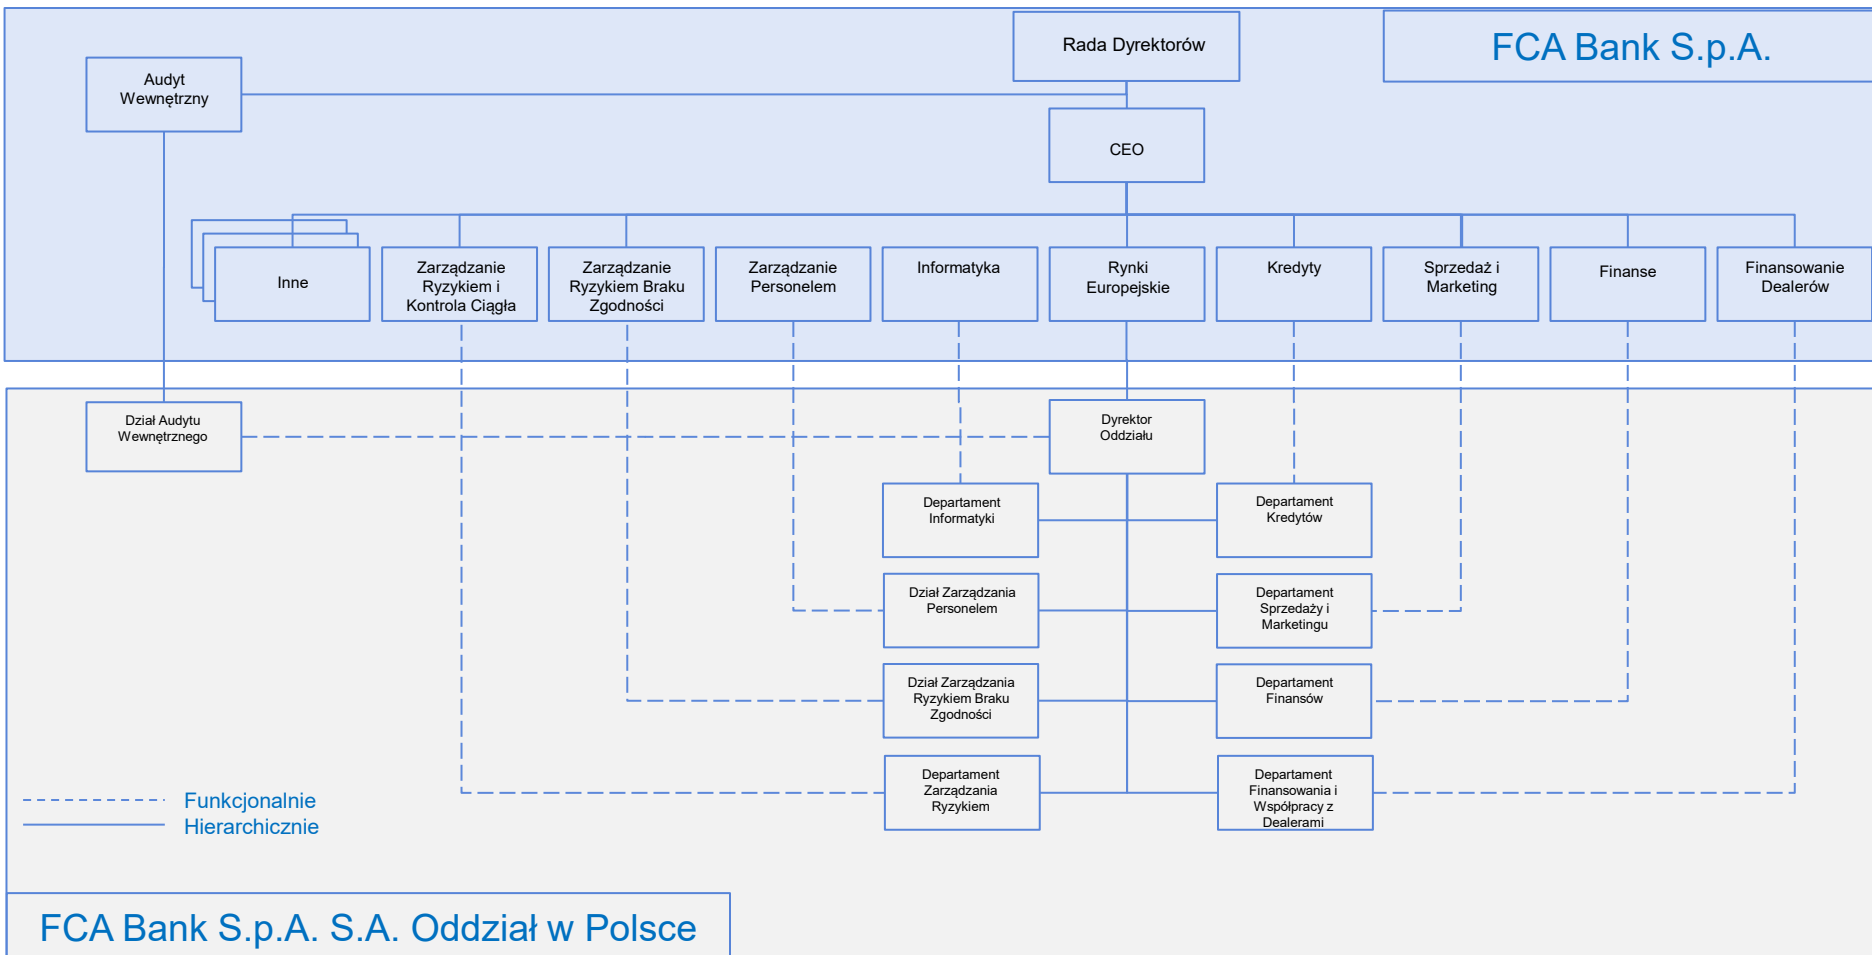 Rada Dyrektorów
FCA Bank S.p.A.
Audyt
Wewnętrzny
CEO
Inne
Zarządzanie
Ryzykiem i
Kontrola Ciągła
Zarządzanie
Ryzykiem Braku
Zgodności
Zarządzanie
Personelem
Informatyka
Rynki
Europejskie
Kredyty
Sprzedaż i
Marketing
Finanse
Finansowanie
Dealerów
Dział Audytu
Wewnętrznego
Dyrektor
Oddziału
Departament
Informatyki
Departament
Kredytów
Dział Zarządzania
Personelem
Departament
Sprzedaży i
Marketingu
Dział Zarządzania
Ryzykiem Braku
Zgodności
Departament
Finansów
Departament
Zarządzania
Ryzykiem
Departament
Finansowania i
Współpracy z
Dealerami
Funkcjonalnie
Hierarchicznie
FCA Bank S.p.A. S.A. Oddział w Polsce